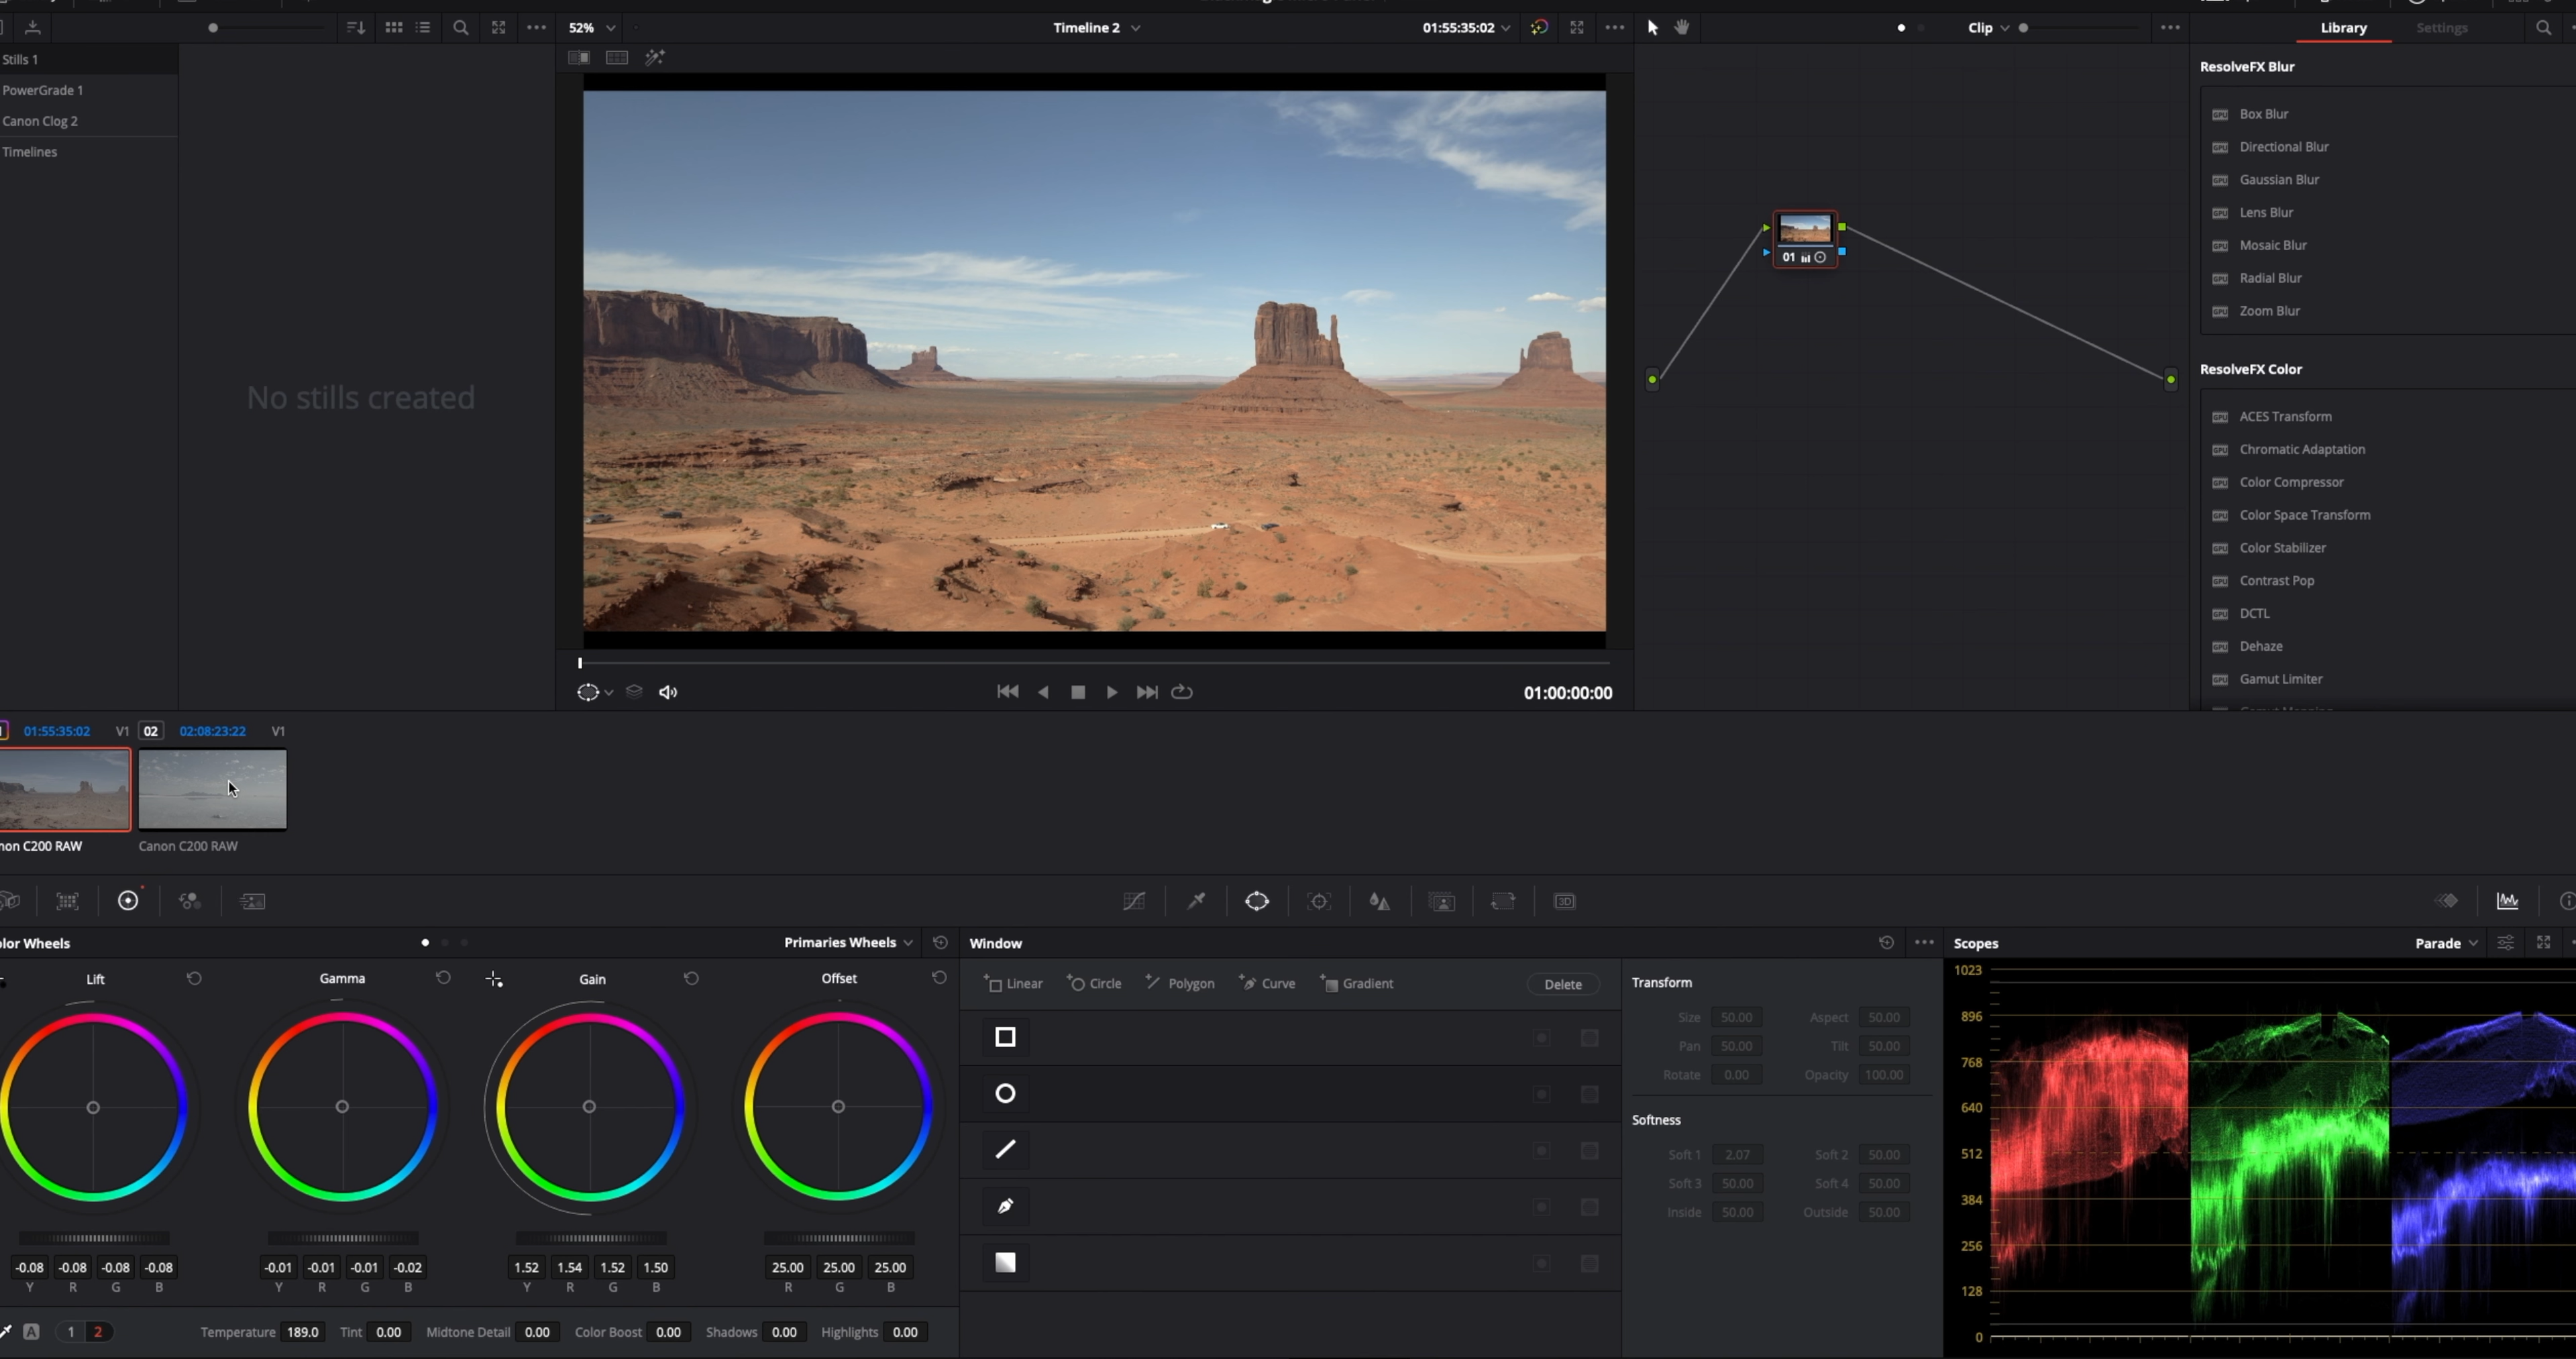 52%
Timeline 2
01:55:35:02
Clip
Library
Settings
Stills 1
PowerGrade 1
Canon Clog 2
Timelines
No stills created
ResolveFX Blur
Box Blur
Directional Blur
Gaussian Blur
Lens Blur
Mosaic Blur
Radial Blur
Zoom Blur
ResolveFX Color
ACES Transform
Chromatic Adaptation
Color Compressor
Color Space Transform
Color Stabilizer
Contrast Pop
DCTL
Dehaze
Gamut Limiter
01
01:00:00:00
01:55:35:02 V1 02 02:08:23:22 V1
non C200 RAW Canon C200 RAW
3D
olor Wheels
Primaries Wheels
Lift Gamma Gain Offset
-0.08 -0.08 -0.08 -0.08 -0.01 -0.01 -0.01 -0.02 1.52 1.54 1.52 1.50 25.00 25.00 25.00
Y R G B Y R G B Y R G B R G B
A 1 2 Temperature 189.0 Tint 0.00 Midtone Detail 0.00 Color Boost 0.00 Shadows 0.00 Highlights 0.00
Window
Linear Circle Polygon Curve Gradient Delete
Transform
Size 50.00 Aspect 50.00
Pan 50.00 Tilt 50.00
Rotate 0.00 Opacity 100.00
Softness
Soft 1 2.07 Soft 2 50.00
Soft 3 50.00 Soft 4 50.00
Inside 50.00 Outside 50.00
Scopes
Parade
1023
896
768
640
512
384
256
128
0